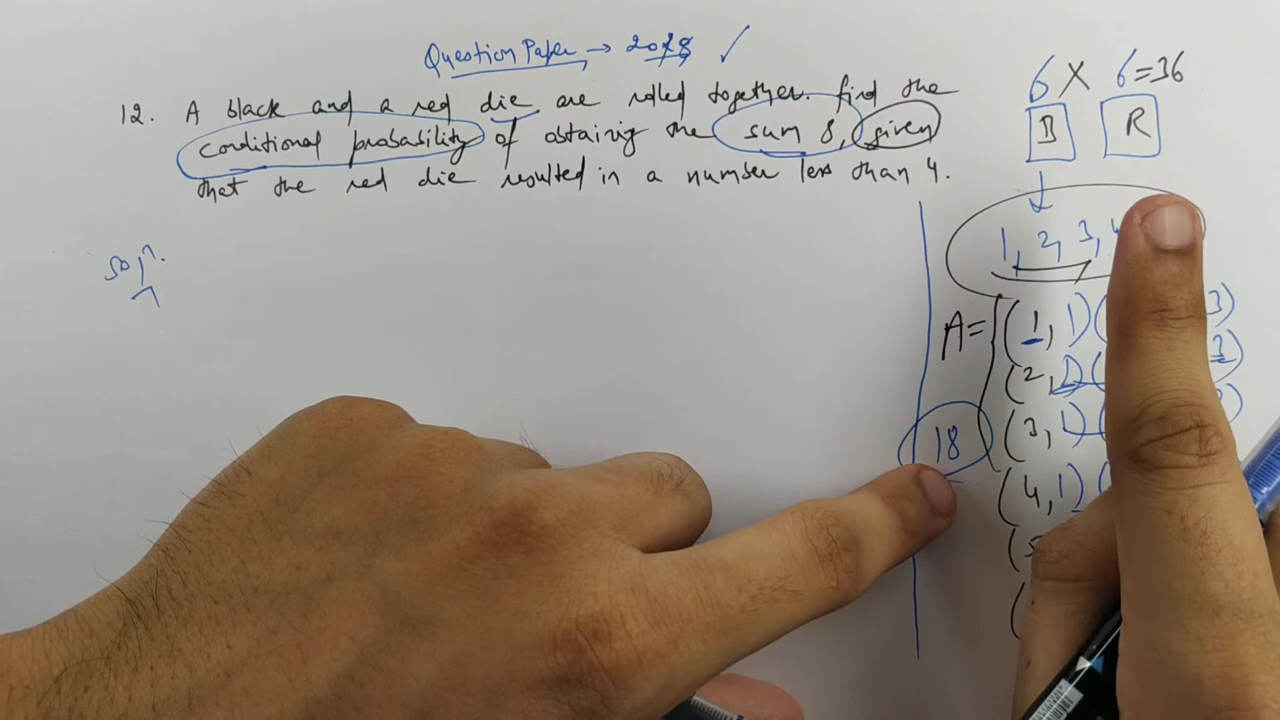 Question Paper → 2018 ✓
12. A black and a red die are rolled together. find the
conditional probability of obtaining the sum 8, given
that the red die resulted in a number less than 4.
Sol^n.
6 X 6=36
B R
1, 2, 3,
A= (1, 1) ( 3)
(2, 1) (
(3, 1) (
18
(4, 1) (
(
(